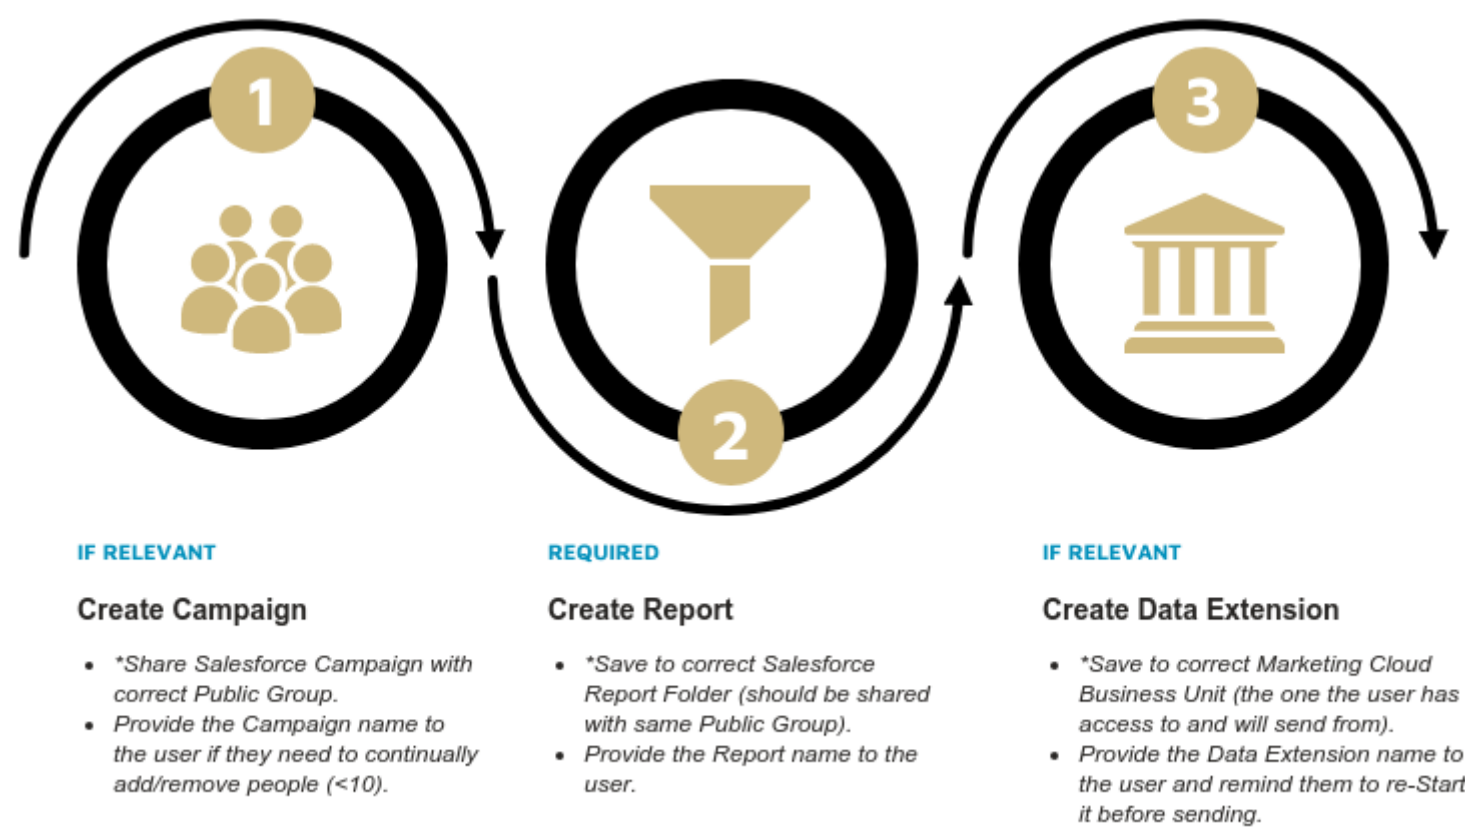 1
2
3
IF RELEVANT
Create Campaign
*Share Salesforce Campaign with
correct Public Group.
Provide the Campaign name to
the user if they need to continually
add/remove people (<10).
REQUIRED
Create Report
*Save to correct Salesforce
Report Folder (should be shared
with same Public Group).
Provide the Report name to the
user.
IF RELEVANT
Create Data Extension
*Save to correct Marketing Cloud
Business Unit (the one the user has
access to and will send from).
Provide the Data Extension name to
the user and remind them to re-Start
it before sending.